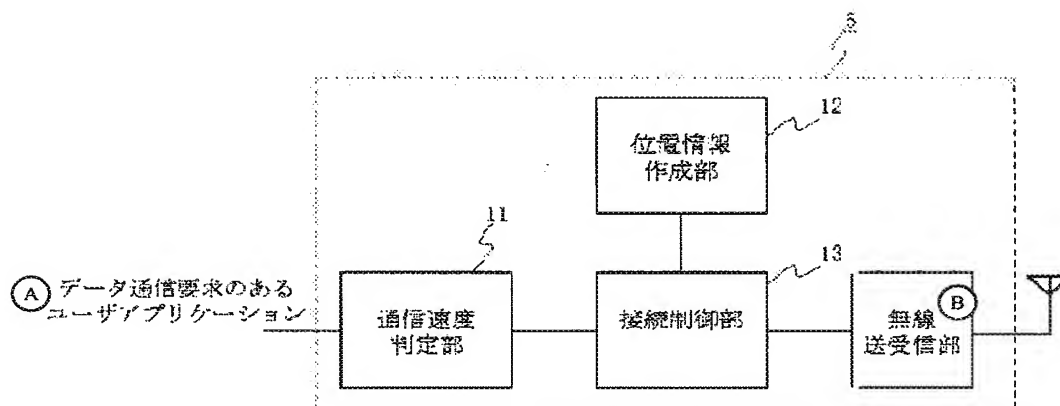 5
12
位置情報
作成部
11
13
A データ通信要求のある
ユーザアプリケーション
通信速度
判定部
接続制御部
B
無線
送受信部